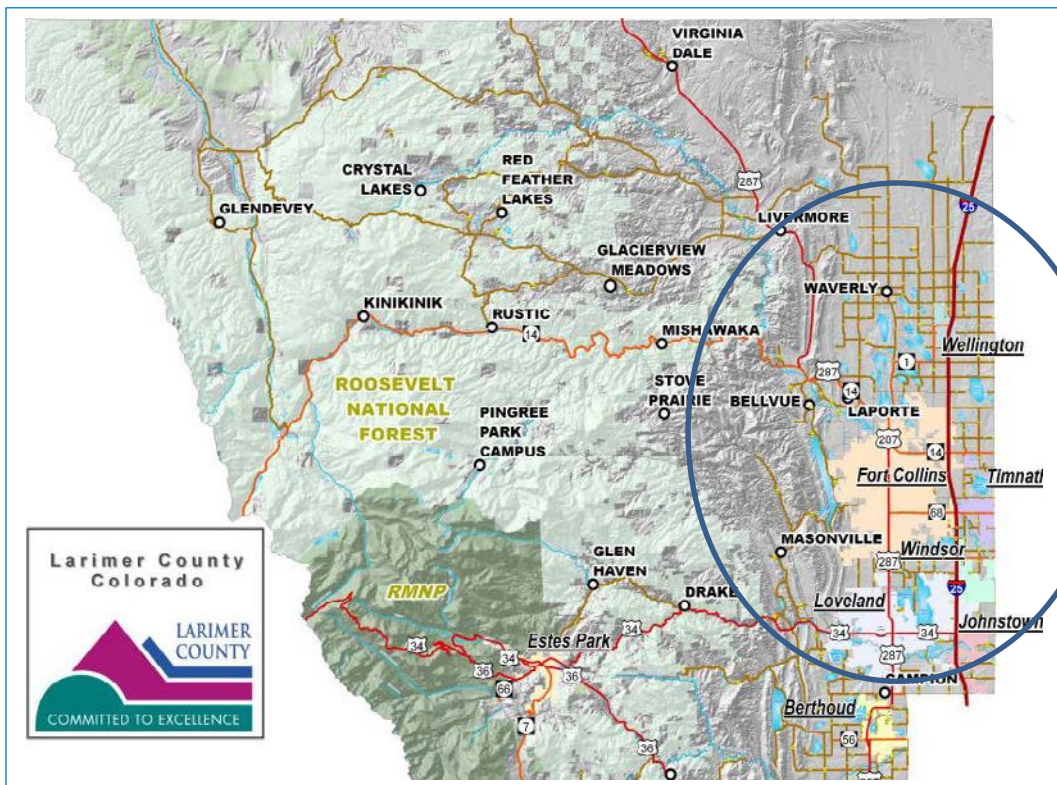 VIRGINIA
DALE
CRYSTAL
LAKES
RED
FEATHER
LAKES
287
25
GLENDEVEY
LIVERMORE
GLACIERVIEW
MEADOWS
WAVERLY
KINIKINIK
RUSTIC
14
MISHAWAKA
Wellington
1
287
ROOSEVELT
NATIONAL
FOREST
STOVE
PRAIRIE
BELLVUE
14
LAPORTE
PINGREE
PARK
CAMPUS
207
14
Fort Collins
Timnath
68
Larimer County
Colorado
LARIMER
COUNTY
COMMITTED TO EXCELLENCE
MASONVILLE
Windsor
287
GLEN
HAVEN
RMNP
DRAKE
Loveland
25
Johnstown
34
34
34
34
34
Estes Park
36
36
287
66
CAMPION
7
Berthoud
36
56